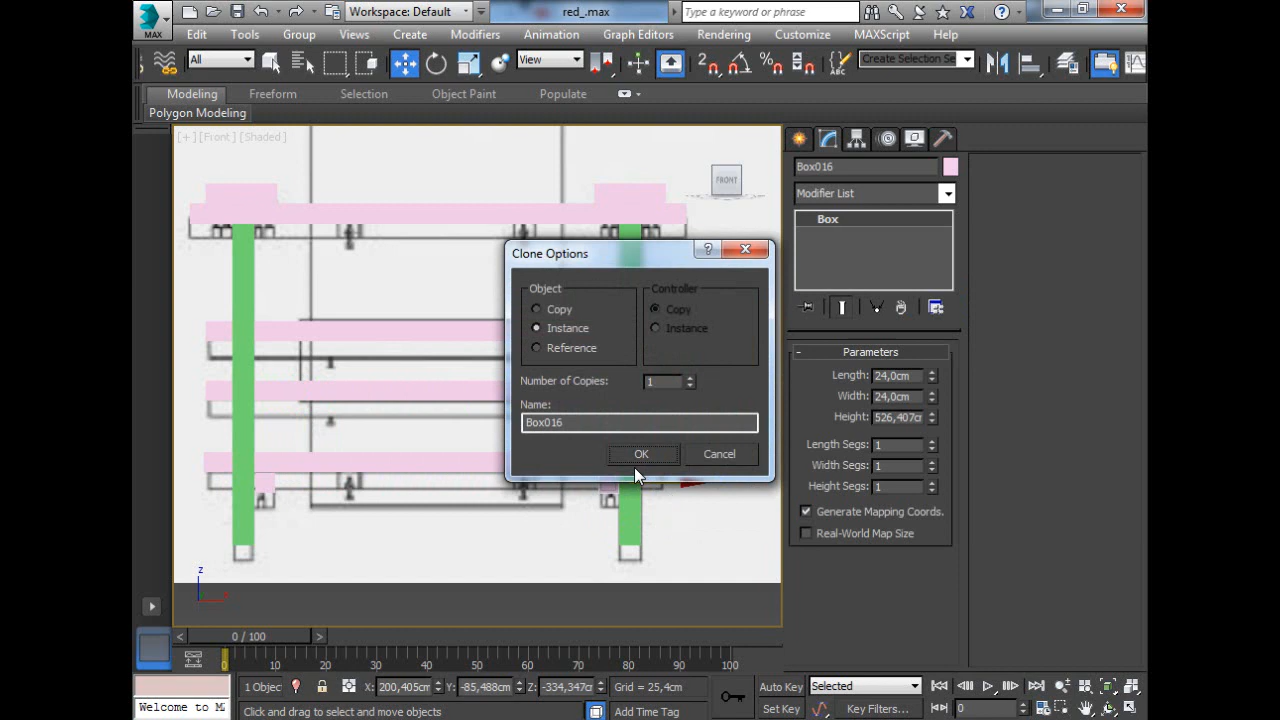 MAX
Workspace: Default
red_.max
Type a keyword or phrase
Edit Tools Group Views Create Modifiers Animation Graph Editors Rendering Customize MAXScript Help
All
View
Create Selection Se
Modeling Freeform Selection Object Paint Populate
Polygon Modeling
[+] [Front] [Shaded]
FRONT
Clone Options
Object
Copy
Instance
Reference
Controller
Copy
Instance
Number of Copies: 1
Name:
Box016
OK Cancel
Box016
Modifier List
Box
- Parameters
Length: 24,0cm
Width: 24,0cm
Height: 526,407c
Length Segs: 1
Width Segs: 1
Height Segs: 1
Generate Mapping Coords.
Real-World Map Size
z
< 0 / 100 >
0 10 20 30 40 50 60 70 80 90 100
1 Objec X: 200,405cm Y: -85,488cm Z: -334,347c Grid = 25,4cm Auto Key Selected
Welcome to M Click and drag to select and move objects Add Time Tag Set Key Key Filters... 0